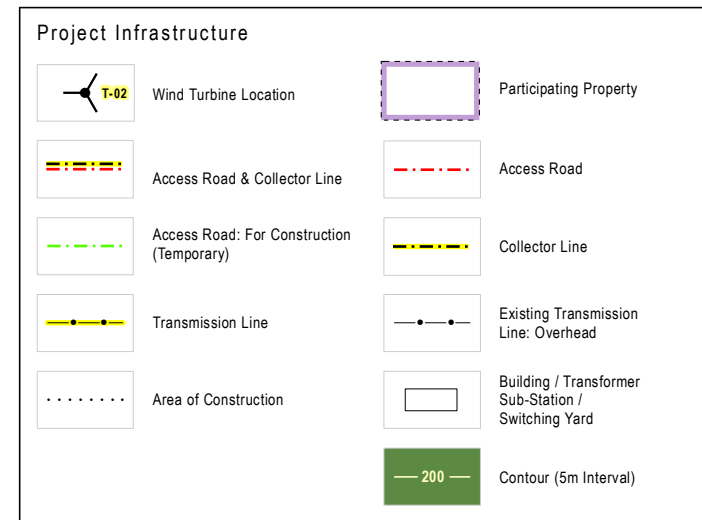 Project Infrastructure
T-02
Wind Turbine Location
Participating Property
Access Road & Collector Line
Access Road
Access Road: For Construction
(Temporary)
Collector Line
Transmission Line
Existing Transmission
Line: Overhead
Area of Construction
Building / Transformer
Sub-Station /
Switching Yard
200
Contour (5m Interval)